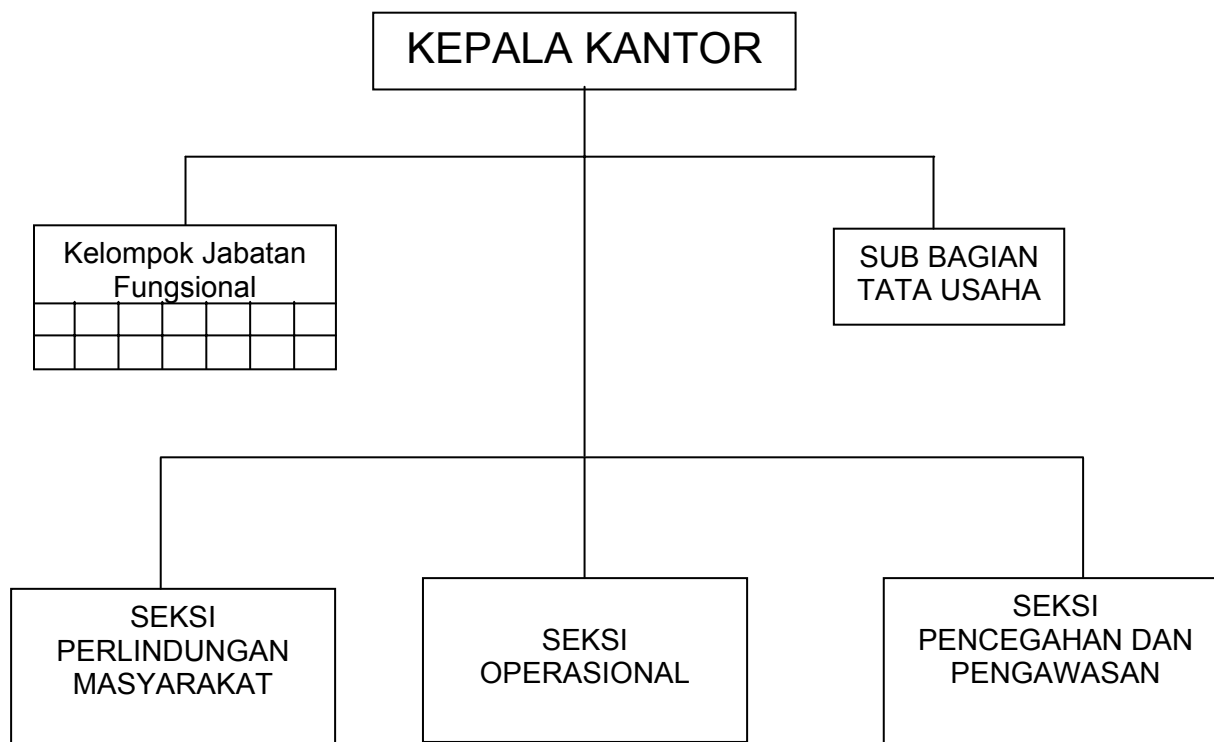 KEPALA KANTOR
Kelompok Jabatan
Fungsional
SUB BAGIAN
TATA USAHA
SEKSI
PERLINDUNGAN
MASYARAKAT
SEKSI
OPERASIONAL
SEKSI
PENCEGAHAN DAN
PENGAWASAN